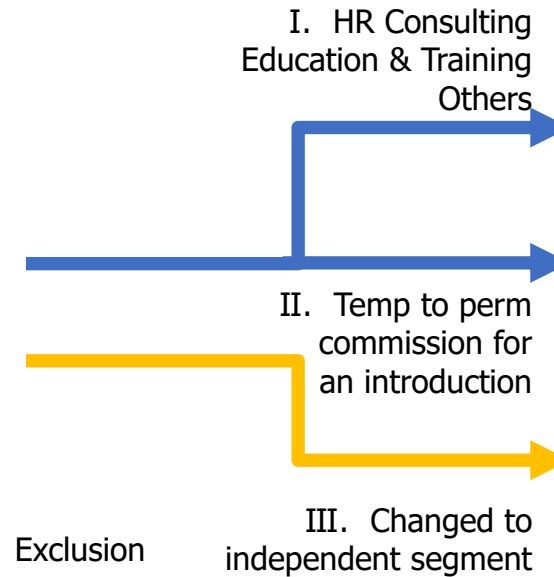 Ⅰ. HR Consulting
Education & Training
Others
Ⅱ. Temp to perm
commission for
an introduction
Exclusion
Ⅲ. Changed to
independent segment